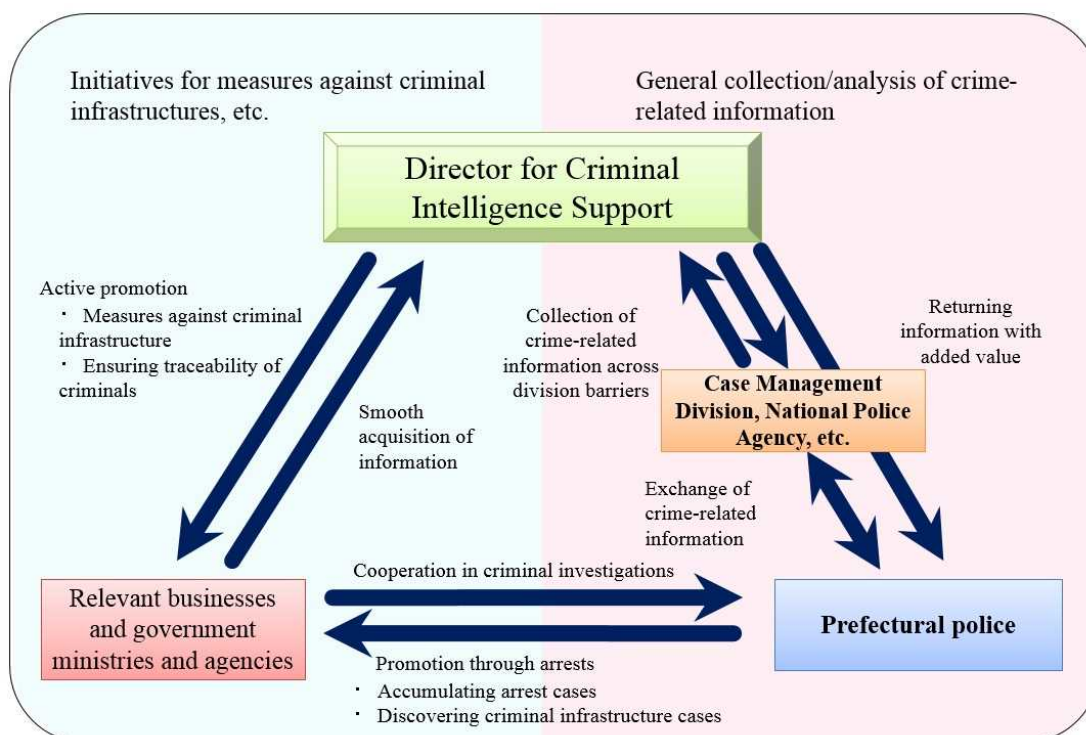 Initiatives for measures against criminal
infrastructures, etc.
General collection/analysis of crime-
related information
Director for Criminal
Intelligence Support
Active promotion
・ Measures against criminal
infrastructure
・ Ensuring traceability of
criminals
Smooth
acquisition of
information
Collection of
crime-related
information across
division barriers
Returning
information with
added value
Case Management
Division, National Police
Agency, etc.
Exchange of
crime-related
information
Relevant businesses
and government
ministries and agencies
Cooperation in criminal investigations
Promotion through arrests
・ Accumulating arrest cases
・ Discovering criminal infrastructure cases
Prefectural police